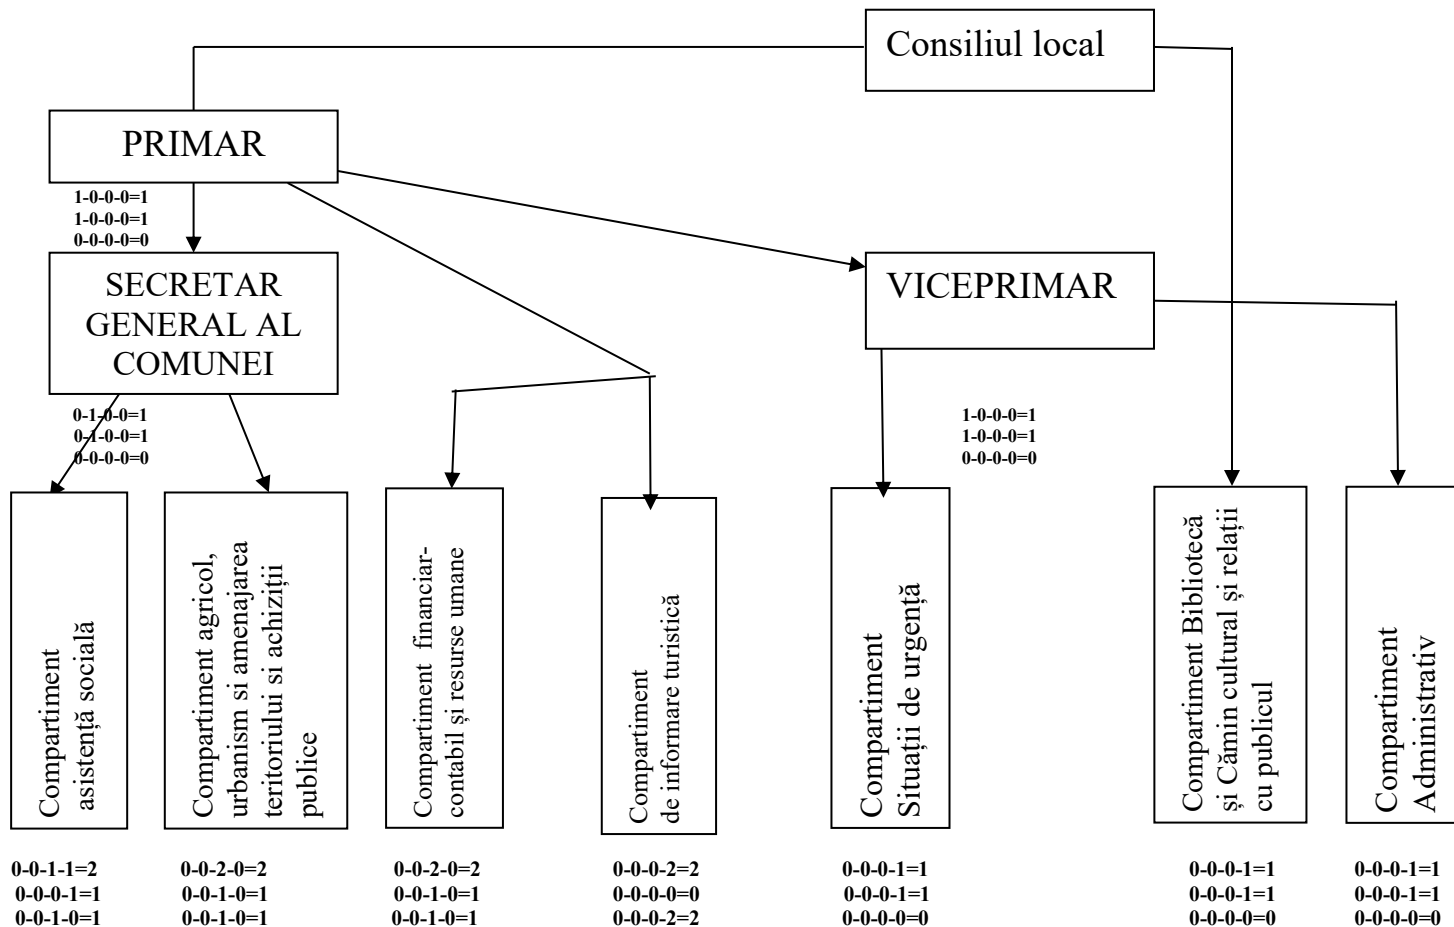 Consiliul local
PRIMAR
1-0-0-0=1
1-0-0-0=1
0-0-0-0=0
SECRETAR
GENERAL AL
COMUNEI
VICEPRIMAR
0-1-0-0=1
0-1-0-0=1
0-0-0-0=0
1-0-0-0=1
1-0-0-0=1
0-0-0-0=0
Compartiment
asistență socială
Compartiment agricol,
urbanism si amenajarea
teritoriului si achiziții
publice
Compartiment financiar-
contabil și resurse umane
Compartiment
de informare turistică
Compartiment
Situații de urgență
Compartiment Bibliotecă
și Cămin cultural și relații
cu publicul
Compartiment
Administrativ
0-0-1-1=2
0-0-0-1=1
0-0-1-0=1
0-0-2-0=2
0-0-1-0=1
0-0-1-0=1
0-0-2-0=2
0-0-1-0=1
0-0-1-0=1
0-0-0-2=2
0-0-0-0=0
0-0-0-2=2
0-0-0-1=1
0-0-0-1=1
0-0-0-0=0
0-0-0-1=1
0-0-0-1=1
0-0-0-0=0
0-0-0-1=1
0-0-0-1=1
0-0-0-0=0